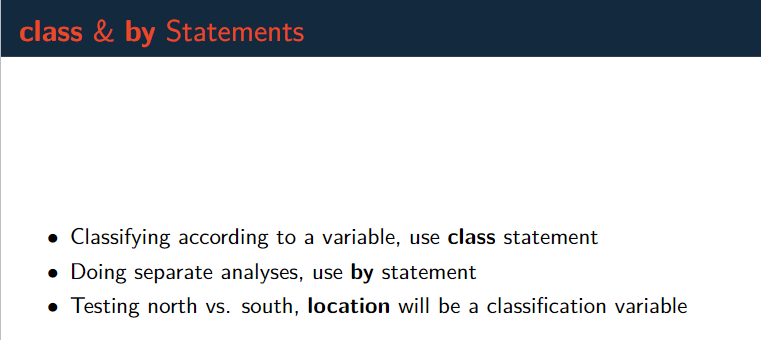 class & by Statements
• Classifying according to a variable, use class statement
• Doing separate analyses, use by statement
• Testing north vs. south, location will be a classification variable